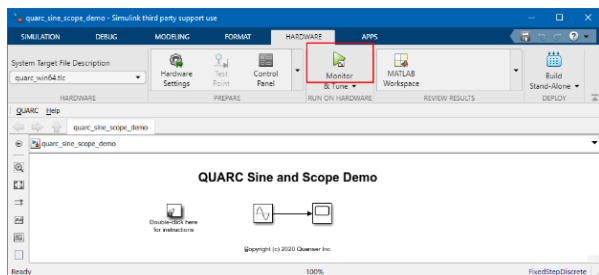 quarc_sine_scope_demo - Simulink third party support use
SIMULATION DEBUG MODELING FORMAT HARDWARE APPS
System Target File Description
quarc_win64.tlc
Hardware
Settings
Test
Point
Control
Panel
Monitor
& Tune
MATLAB
Workspace
Build
Stand-Alone
HARDWARE PREPARE RUN ON HARDWARE REVIEW RESULTS DEPLOY
QUARC Help
quarc_sine_scope_demo
quarc_sine_scope_demo
QUARC Sine and Scope Demo
Double-click here
for instructions
Copyright (c) 2020 Quanser Inc.
Ready 100% FixedStepDiscrete